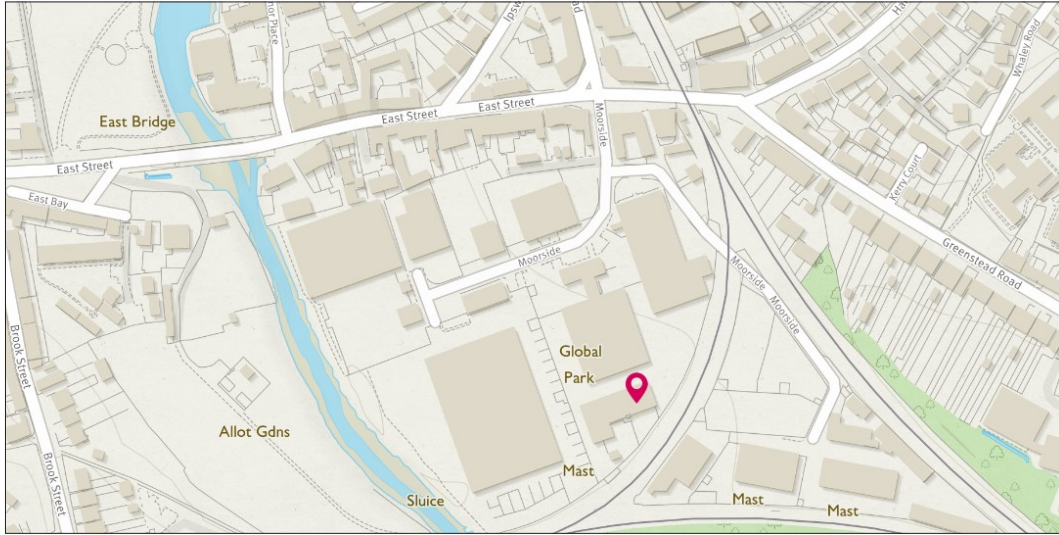 East Bridge
East Street
East Bay
East Street
East Street
Moorside
Whaley Road
Kerry Court
Greenstead Road
Moorside
Moorside
Moorside
Global
Park
Brook Street
Allot Gdns
Brook Street
Mast
Sluice
Mast
Mast